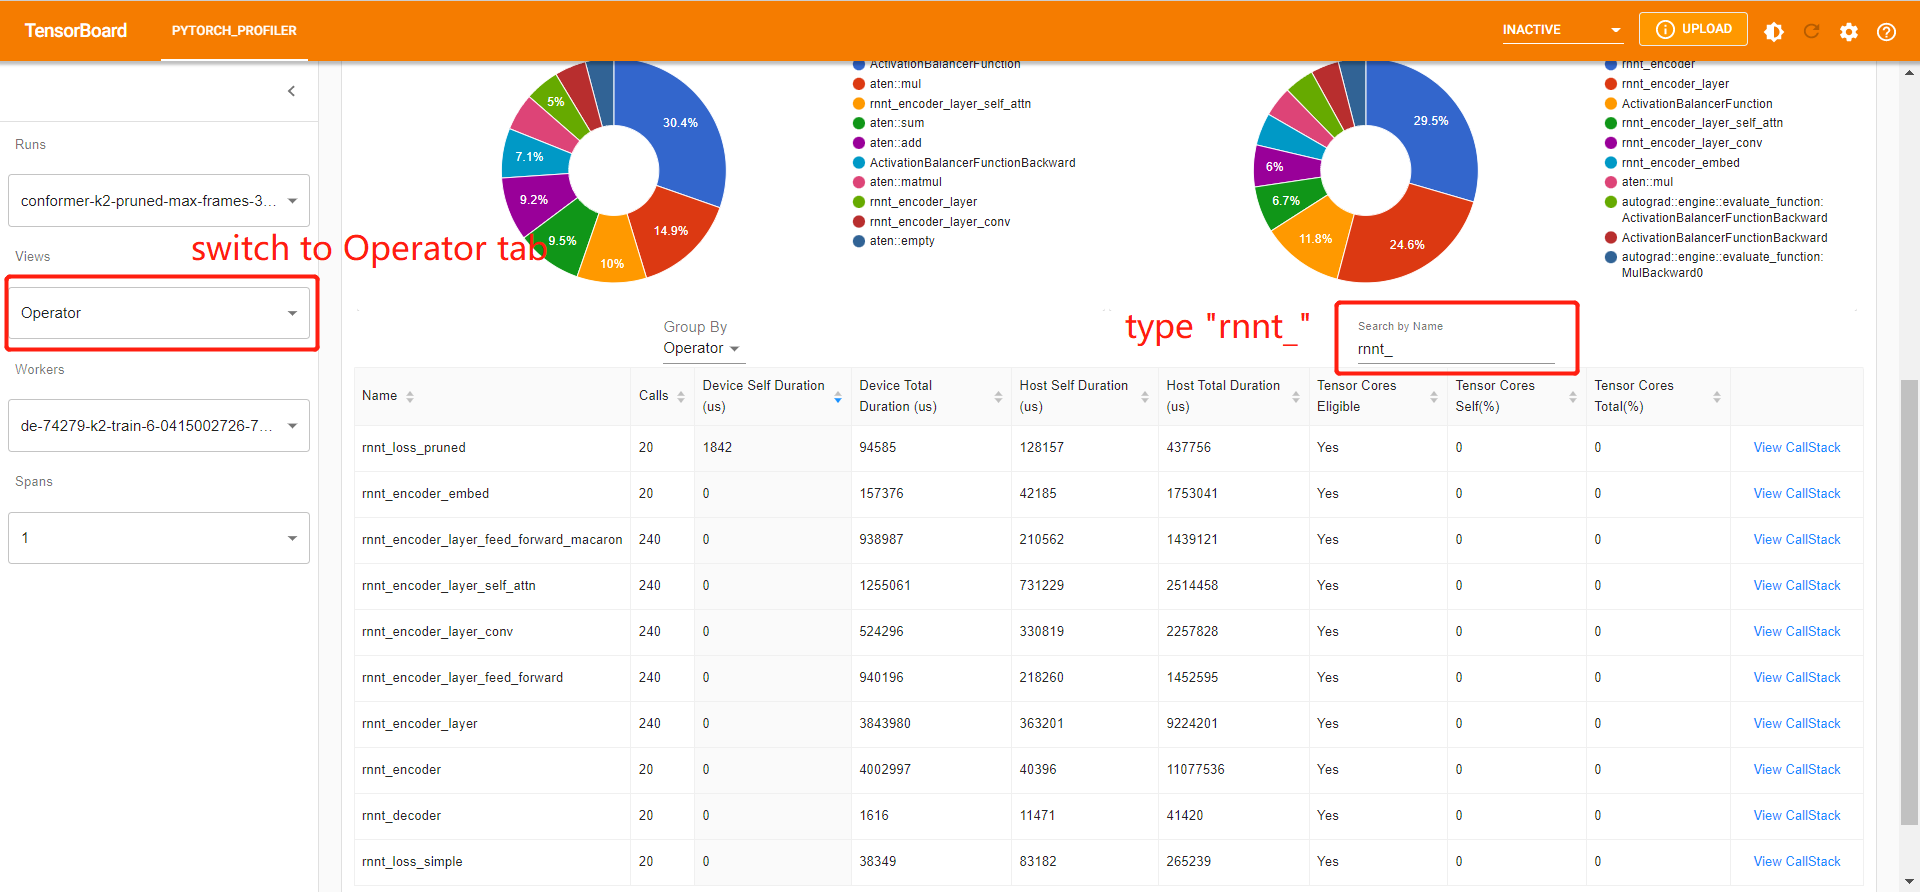 TensorBoard
PYTORCH_PROFILER
INACTIVE
UPLOAD
Runs
conformer-k2-pruned-max-frames-3...
Views
Operator
Workers
de-74279-k2-train-6-0415002726-7...
Spans
1
switch to Operator tab
30.4%
14.9%
10%
9.5%
9.2%
7.1%
5%
ActivationBalancerFunction
aten::mul
rnnt_encoder_layer_self_attn
aten::sum
aten::add
ActivationBalancerFunctionBackward
aten::matmul
rnnt_encoder_layer
rnnt_encoder_layer_conv
aten::empty
29.5%
24.6%
11.8%
6.7%
6%
rnnt_encoder
rnnt_encoder_layer
ActivationBalancerFunction
rnnt_encoder_layer_self_attn
rnnt_encoder_layer_conv
rnnt_encoder_embed
aten::mul
autograd::engine::evaluate_function:
ActivationBalancerFunctionBackward
ActivationBalancerFunctionBackward
autograd::engine::evaluate_function:
MulBackward0
Group By
Operator
type "rnnt_"
Search by Name
rnnt_
Name Calls Device Self Duration (us) Device Total Duration (us) Host Self Duration (us) Host Total Duration (us) Tensor Cores Eligible Tensor Cores Self(%) Tensor Cores Total(%)
rnnt_loss_pruned 20 1842 94585 128157 437756 Yes 0 0 View CallStack
rnnt_encoder_embed 20 0 157376 42185 1753041 Yes 0 0 View CallStack
rnnt_encoder_layer_feed_forward_macaron 240 0 938987 210562 1439121 Yes 0 0 View CallStack
rnnt_encoder_layer_self_attn 240 0 1255061 731229 2514458 Yes 0 0 View CallStack
rnnt_encoder_layer_conv 240 0 524296 330819 2257828 Yes 0 0 View CallStack
rnnt_encoder_layer_feed_forward 240 0 940196 218260 1452595 Yes 0 0 View CallStack
rnnt_encoder_layer 240 0 3843980 363201 9224201 Yes 0 0 View CallStack
rnnt_encoder 20 0 4002997 40396 11077536 Yes 0 0 View CallStack
rnnt_decoder 20 0 1616 11471 41420 Yes 0 0 View CallStack
rnnt_loss_simple 20 0 38349 83182 265239 Yes 0 0 View CallStack